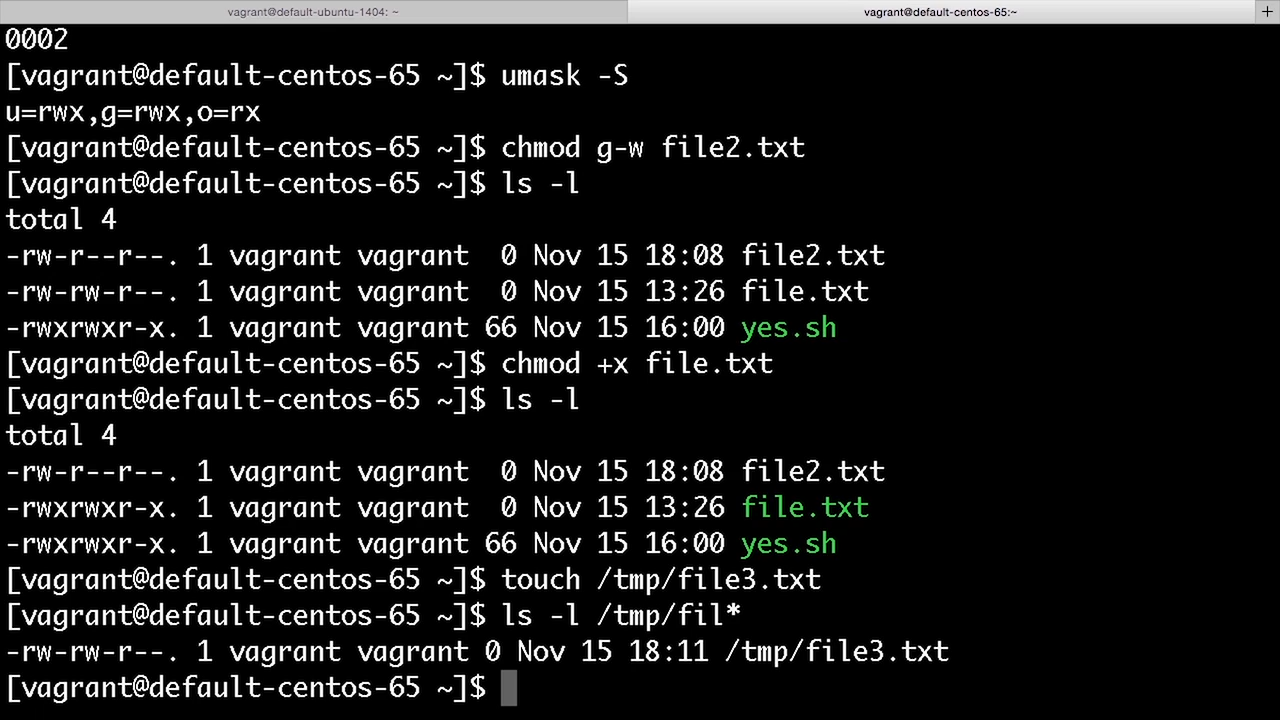 vagrant@default-ubuntu-1404: ~
vagrant@default-centos-65:~
+
0002
[vagrant@default-centos-65 ~]$ umask -S
u=rwx,g=rwx,o=rx
[vagrant@default-centos-65 ~]$ chmod g-w file2.txt
[vagrant@default-centos-65 ~]$ ls -l
total 4
-rw-r--r--. 1 vagrant vagrant  0 Nov 15 18:08 file2.txt
-rw-rw-r--. 1 vagrant vagrant  0 Nov 15 13:26 file.txt
-rwxrwxr-x. 1 vagrant vagrant 66 Nov 15 16:00 yes.sh
[vagrant@default-centos-65 ~]$ chmod +x file.txt
[vagrant@default-centos-65 ~]$ ls -l
total 4
-rw-r--r--. 1 vagrant vagrant  0 Nov 15 18:08 file2.txt
-rwxrwxr-x. 1 vagrant vagrant  0 Nov 15 13:26 file.txt
-rwxrwxr-x. 1 vagrant vagrant 66 Nov 15 16:00 yes.sh
[vagrant@default-centos-65 ~]$ touch /tmp/file3.txt
[vagrant@default-centos-65 ~]$ ls -l /tmp/fil*
-rw-rw-r--. 1 vagrant vagrant 0 Nov 15 18:11 /tmp/file3.txt
[vagrant@default-centos-65 ~]$